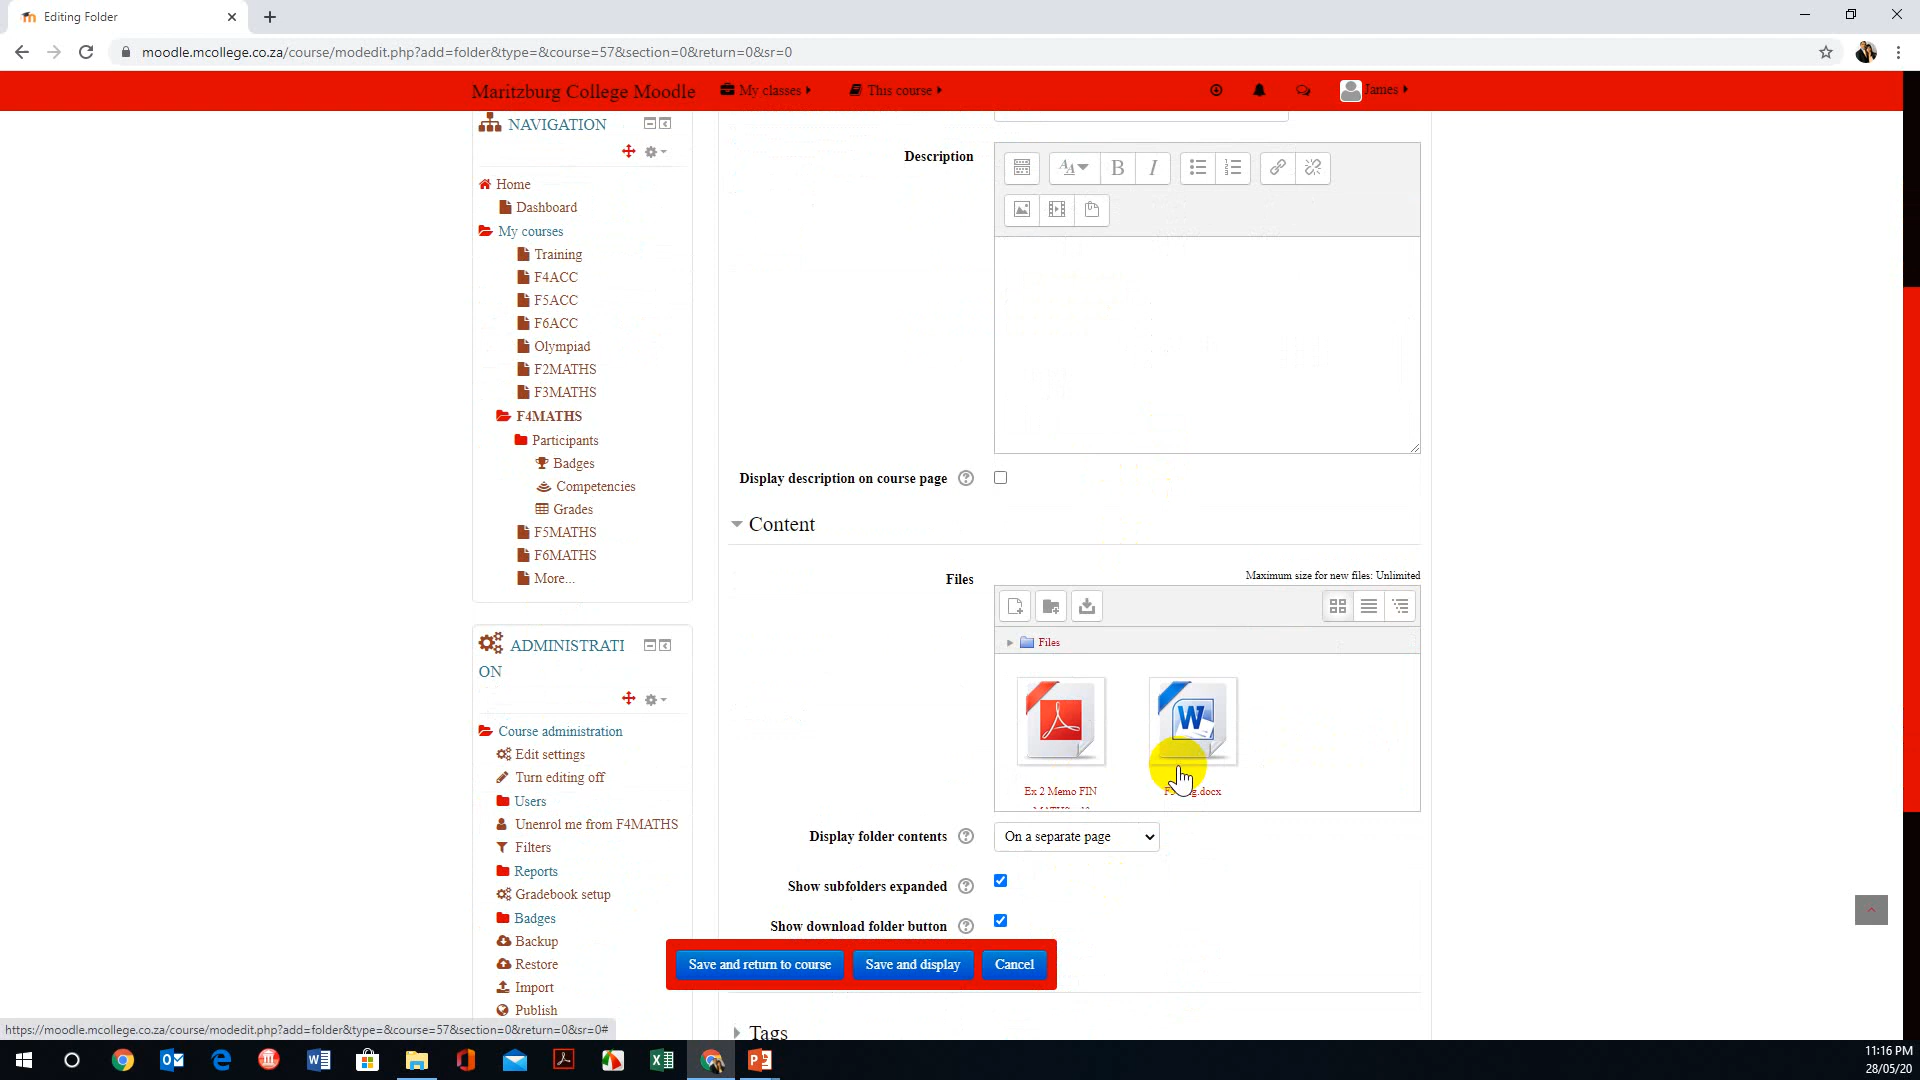 Editing Folder
moodle.mcollege.co.za/course/modedit.php?add=folder&type=&course=57&section=0&return=0&sr=0
Maritzburg College Moodle
My classes
This course
James
NAVIGATION
Home
Dashboard
My courses
Training
F4ACC
F5ACC
F6ACC
Olympiad
F2MATHS
F3MATHS
F4MATHS
Participants
Badges
Competencies
Grades
F5MATHS
F6MATHS
More...
ADMINISTRATI
ON
Course administration
Edit settings
Turn editing off
Users
Unenrol me from F4MATHS
Filters
Reports
Gradebook setup
Badges
Backup
Restore
Import
Publish
Description
Display description on course page
Content
Files
Maximum size for new files: Unlimited
Files
Ex 2 Memo FIN
Display folder contents
On a separate page
Show subfolders expanded
Show download folder button
Save and return to course
Save and display
Cancel
Tags
https://moodle.mcollege.co.za/course/modedit.php?add=folder&type=&course=57&section=0&return=0&sr=0#
11:16 PM
28/05/20